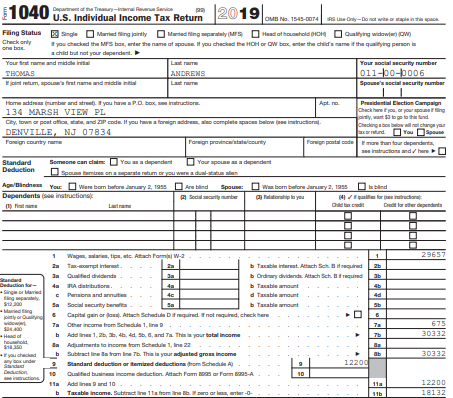 Form 1040 Department of the Treasury—Internal Revenue Service (99) 2019 OMB No. 1545-0074 IRS Use Only—Do not write or staple in this space.
U.S. Individual Income Tax Return
Filing Status ☒ Single ☐ Married filing jointly ☐ Married filing separately (MFS) ☐ Head of household (HOH) ☐ Qualifying widow(er) (QW)
Check only one box. If you checked the MFS box, enter the name of spouse. If you checked the HOH or QW box, enter the child's name if the qualifying person is
a child but not your dependent. ▶
Your first name and middle initial Last name Your social security number
THOMAS ANDREWS 011-00-0006
If joint return, spouse's first name and middle initial Last name Spouse's social security number
Home address (number and street). If you have a P.O. box, see instructions. Apt. no. Presidential Election Campaign
134 MARSH VIEW PL Check here if you, or your spouse if filing jointly, want $3 to go to this fund.
City, town or post office, state, and ZIP code. If you have a foreign address, also complete spaces below (see instructions). Checking a box below will not change your
DENVILLE, NJ 07834 tax or refund. ☐ You ☐ Spouse
Foreign country name Foreign province/state/county Foreign postal code If more than four dependents, see instructions and ✓ here ▶ ☐
Standard Deduction Someone can claim: ☐ You as a dependent ☐ Your spouse as a dependent
☐ Spouse itemizes on a separate return or you were a dual-status alien
Age/Blindness You: ☐ Were born before January 2, 1955 ☐ Are blind Spouse: ☐ Was born before January 2, 1955 ☐ Is blind
Dependents (see instructions): (2) Social security number (3) Relationship to you (4) ✓ if qualifies for (see instructions):
(1) First name Last name Child tax credit Credit for other dependents
1 Wages, salaries, tips, etc. Attach Form(s) W-2 1 29657
2a Tax-exempt interest 2a b Taxable interest. Attach Sch. B if required 2b
3a Qualified dividends 3a b Ordinary dividends. Attach Sch. B if required 3b
4a IRA distributions 4a b Taxable amount 4b
c Pensions and annuities 4c d Taxable amount 4d
5a Social security benefits 5a b Taxable amount 5b
6 Capital gain or (loss). Attach Schedule D if required. If not required, check here ▶ ☐ 6
7a Other income from Schedule 1, line 9 7a 675
b Add lines 1, 2b, 3b, 4b, 4d, 5b, 6, and 7a. This is your total income 7b 30332
8a Adjustments to income from Schedule 1, line 22 8a
b Subtract line 8a from line 7b. This is your adjusted gross income 8b 30332
Standard Deduction for—
• Single or Married filing separately, $12,200
• Married filing jointly or Qualifying widow(er), $24,400
• Head of household, $18,350
• If you checked any box under Standard Deduction, see instructions.
9 Standard deduction or itemized deductions (from Schedule A) 9 12200
10 Qualified business income deduction. Attach Form 8995 or Form 8995-A 10
11a Add lines 9 and 10 11a 12200
b Taxable income. Subtract line 11a from line 8b. If zero or less, enter -0- 11b 18132